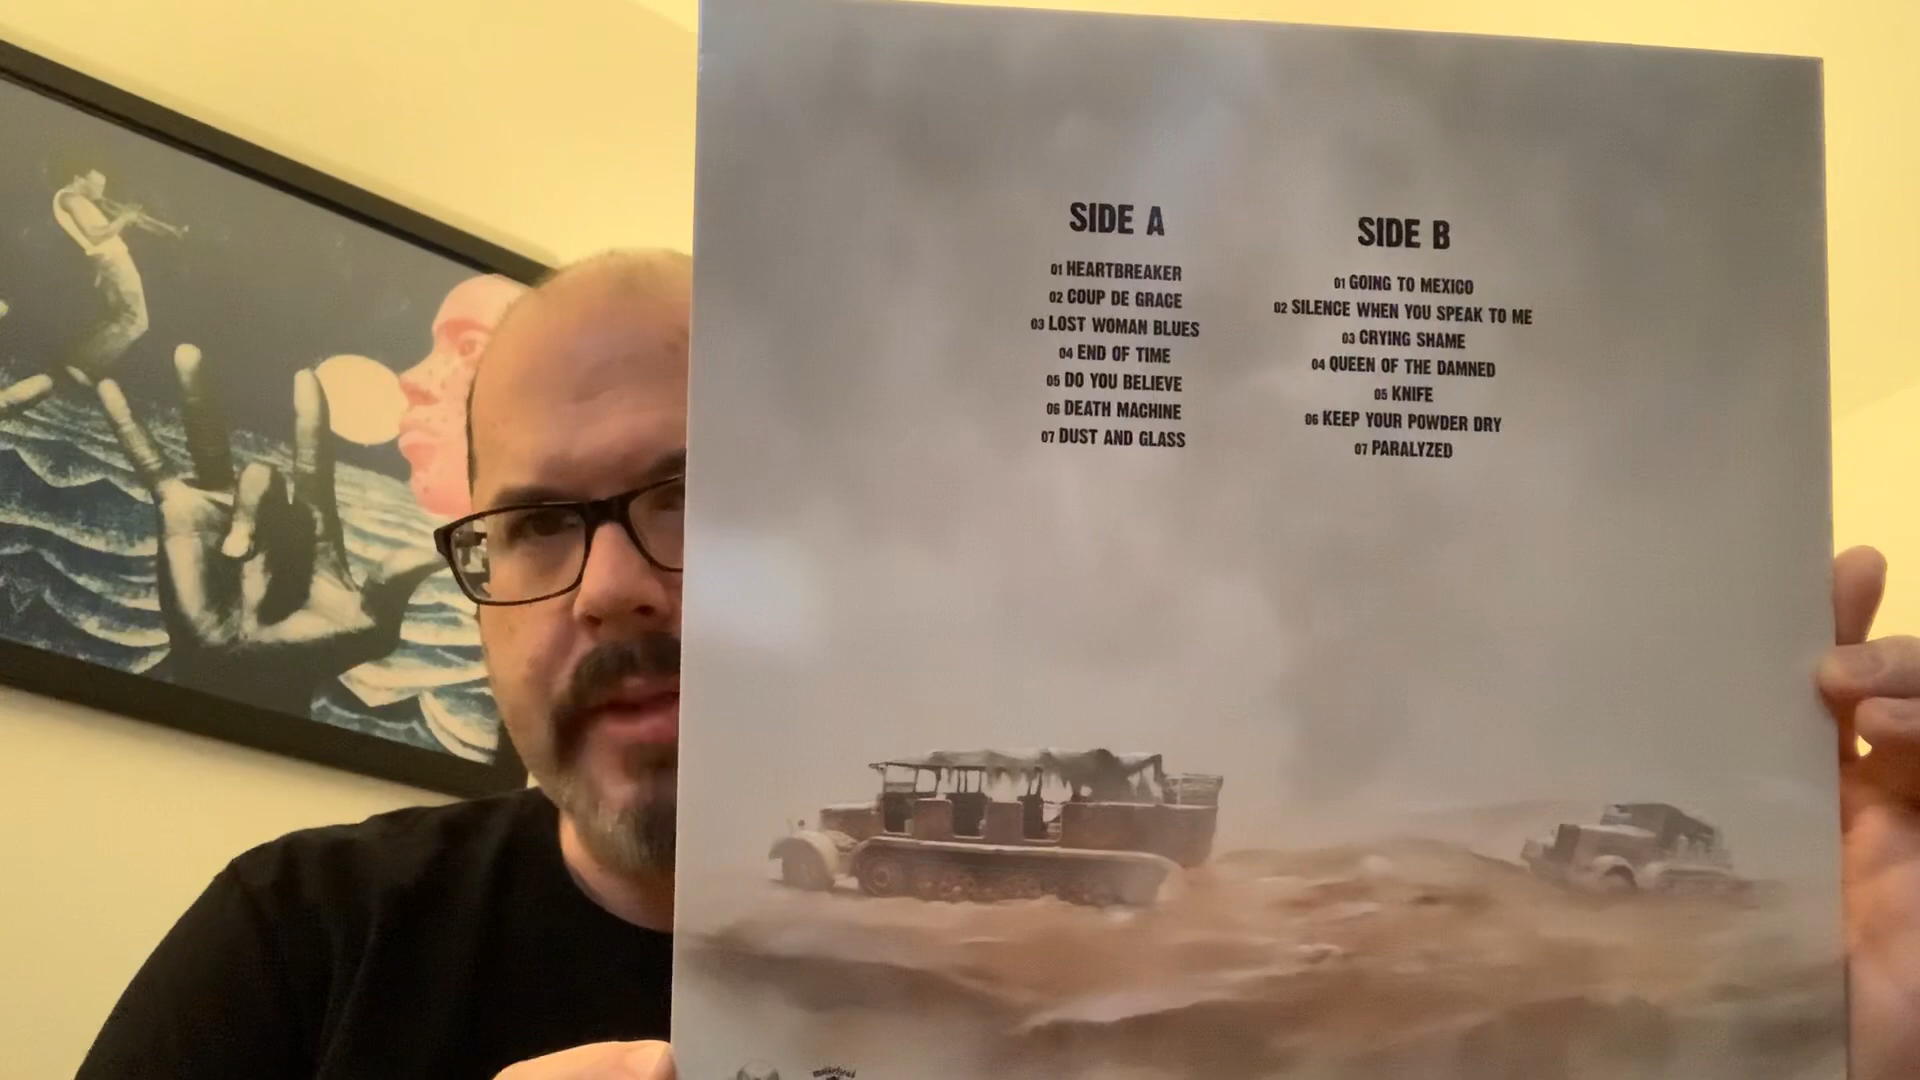 SIDE A
01 HEARTBREAKER
02 COUP DE GRACE
03 LOST WOMAN BLUES
04 END OF TIME
05 DO YOU BELIEVE
06 DEATH MACHINE
07 DUST AND GLASS
SIDE B
01 GOING TO MEXICO
02 SILENCE WHEN YOU SPEAK TO ME
03 CRYING SHAME
04 QUEEN OF THE DAMNED
05 KNIFE
06 KEEP YOUR POWDER DRY
07 PARALYZED
Motörhead